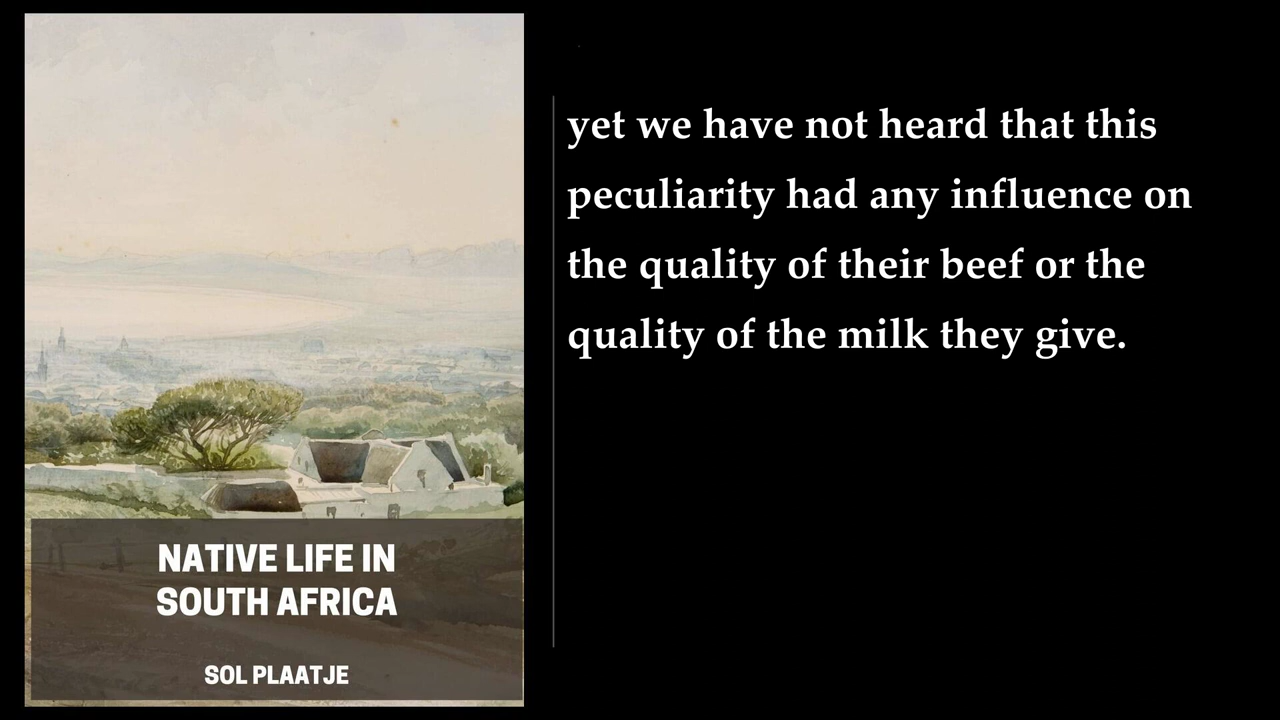 NATIVE LIFE IN
SOUTH AFRICA
SOL PLAATJE
yet we have not heard that this
peculiarity had any influence on
the quality of their beef or the
quality of the milk they give.